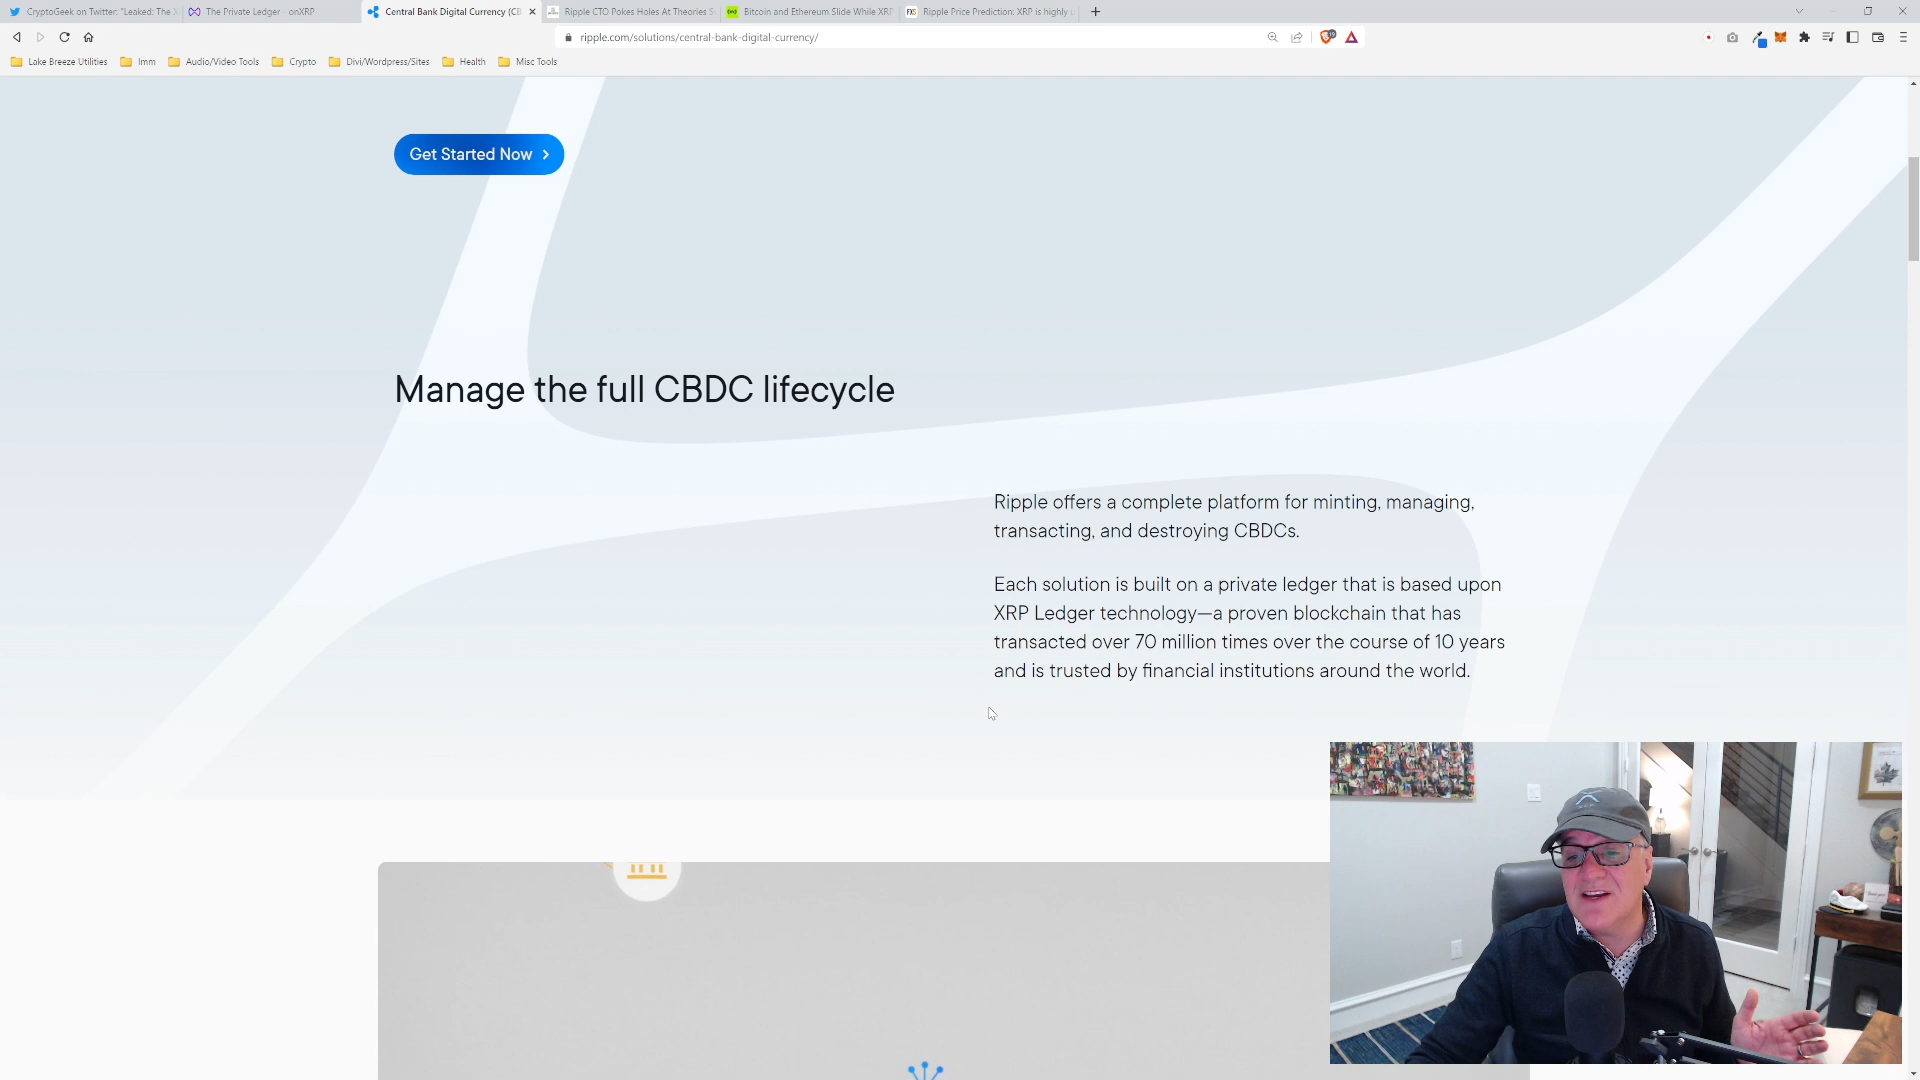 CryptoGeek on Twitter: "Leaked: The X
The Private Ledger - onXRP
Central Bank Digital Currency (CB
Ripple CTO Pokes Holes At Theories S
Bitcoin and Ethereum Slide While XRP
Ripple Price Prediction: XRP is highly u
ripple.com/solutions/central-bank-digital-currency/
Lake Breeze Utilities
Imm
Audio/Video Tools
Crypto
Divi/Wordpress/Sites
Health
Misc Tools
Get Started Now
Manage the full CBDC lifecycle
Ripple offers a complete platform for minting, managing,
transacting, and destroying CBDCs.
Each solution is built on a private ledger that is based upon
XRP Ledger technology—a proven blockchain that has
transacted over 70 million times over the course of 10 years
and is trusted by financial institutions around the world.